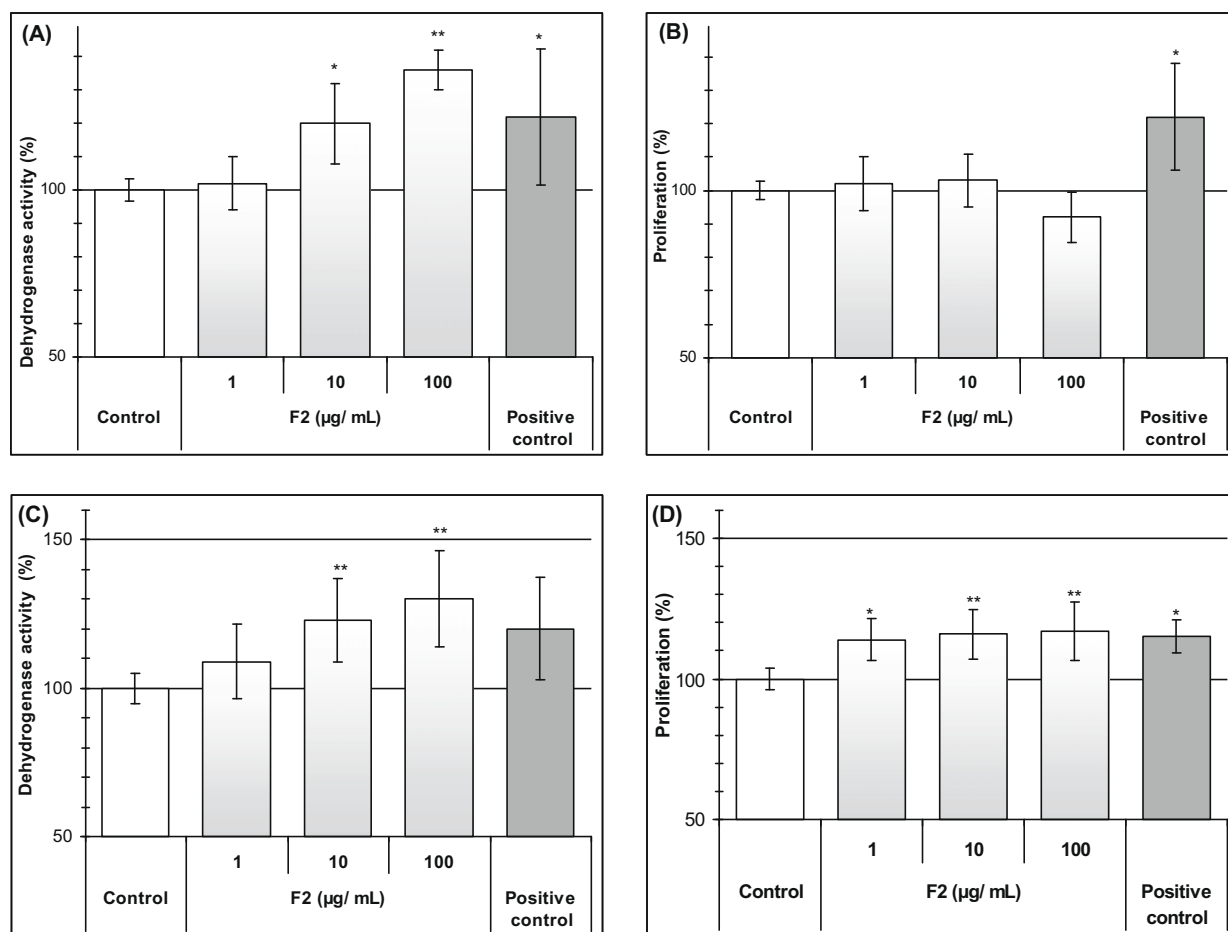 (A)
Dehydrogenase activity (%)
100
50
*
**
*
1
10
100
Control
F2 (µg/ mL)
Positive
control
(B)
Proliferation (%)
100
50
*
1
10
100
Control
F2 (µg/ mL)
Positive
control
(C)
Dehydrogenase activity (%)
150
100
50
**
**
1
10
100
Control
F2 (µg/ mL)
Positive
control
(D)
Proliferation (%)
150
100
50
*
**
**
*
1
10
100
Control
F2 (µg/ mL)
Positive
control